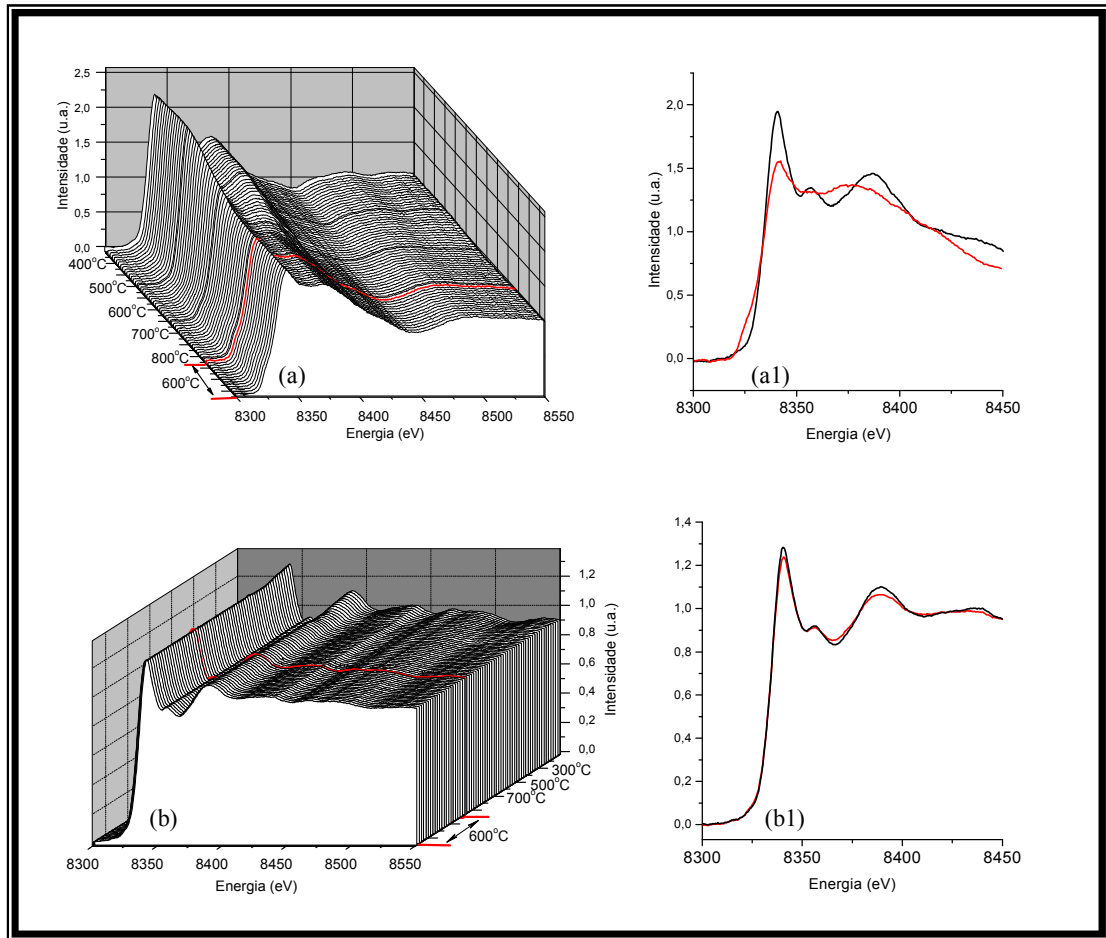 2,5
2,0
1,5
1,0
0,5
0,0
Intensidade (u.a.)
400°C
500°C
600°C
700°C
800°C
600°C
(a)
8300
8350
8400
8450
8500
8550
Energia (eV)
2,0
1,5
1,0
0,5
0,0
Intensidade (u.a.)
(a1)
8300
8350
8400
8450
Energia (eV)
1,2
1,0
0,8
0,6
0,4
0,2
0,0
Intensidade (u.a.)
300°C
500°C
700°C
600°C
(b)
8300
8350
8400
8450
8500
8550
Energia (eV)
1,4
1,2
1,0
0,8
0,6
0,4
0,2
0,0
Intensidade (u.a.)
(b1)
8300
8350
8400
8450
Energia (eV)